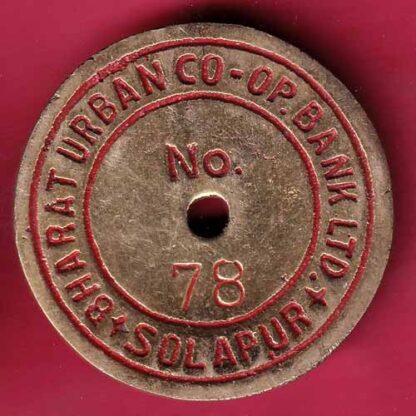 BHARAT URBAN CO-OP. BANK LTD.
SOLAPUR
No.
78